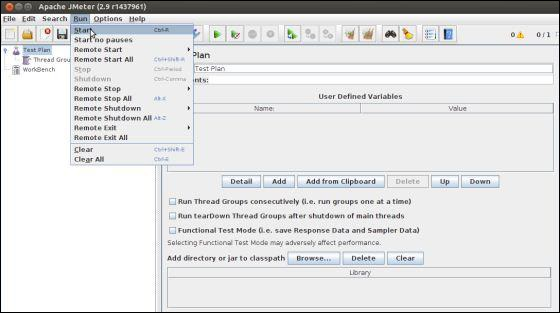 Apache JMeter (2.9 r1437961)
File Edit Search Run Options Help
0 / 1
Start Ctrl-R
Start no pauses
Remote Start
Remote Start All Ctrl+Shift-R
Stop Ctrl-Period
Shutdown Ctrl-Comma
Remote Stop
Remote Stop All Alt-X
Remote Shutdown
Remote Shutdown All Alt-Z
Remote Exit
Remote Exit All
Clear Ctrl+Shift-E
Clear All Ctrl-E
Test Plan
Thread Grou
WorkBench
Plan
Test Plan
nts:
User Defined Variables
Name: Value
Detail Add Add from Clipboard Delete Up Down
Run Thread Groups consecutively (i.e. run groups one at a time)
Run tearDown Thread Groups after shutdown of main threads
Functional Test Mode (i.e. save Response Data and Sampler Data)
Selecting Functional Test Mode may adversely affect performance.
Add directory or jar to classpath Browse... Delete Clear
Library